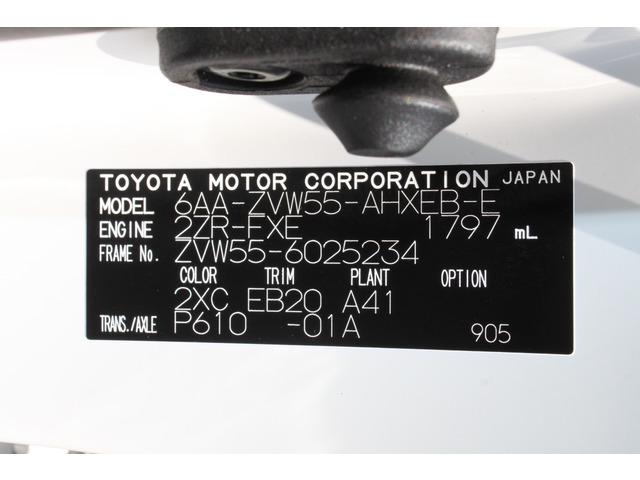 TOYOTA MOTOR CORPORATION JAPAN
MODEL 6AA-ZVW55-AHXEB-E
ENGINE 2ZR-FXE 1797 mL
FRAME No. ZVW55-6025234
COLOR TRIM PLANT OPTION
2XC EB20 A41
TRANS./AXLE P610 -01A 905